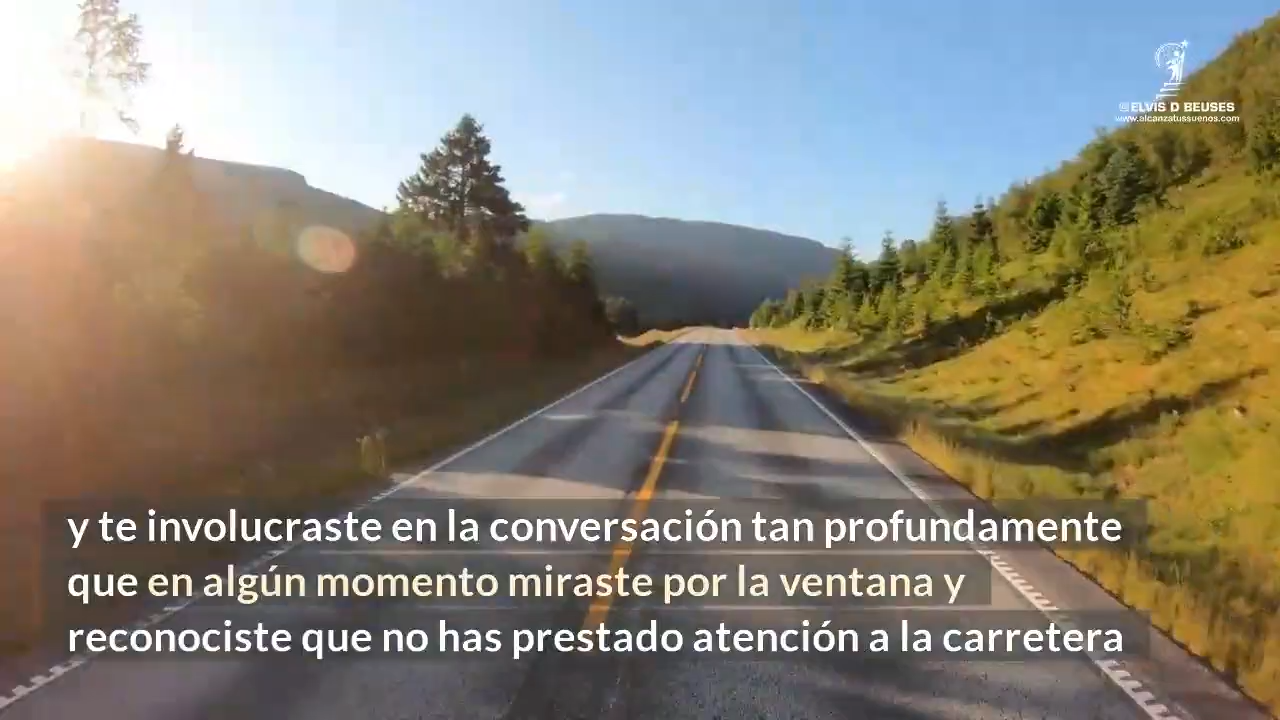 @ELVIS D BEUSES
www.alcanzatussuenos.com
y te involucraste en la conversación tan profundamente
que en algún momento miraste por la ventana y
reconociste que no has prestado atención a la carretera